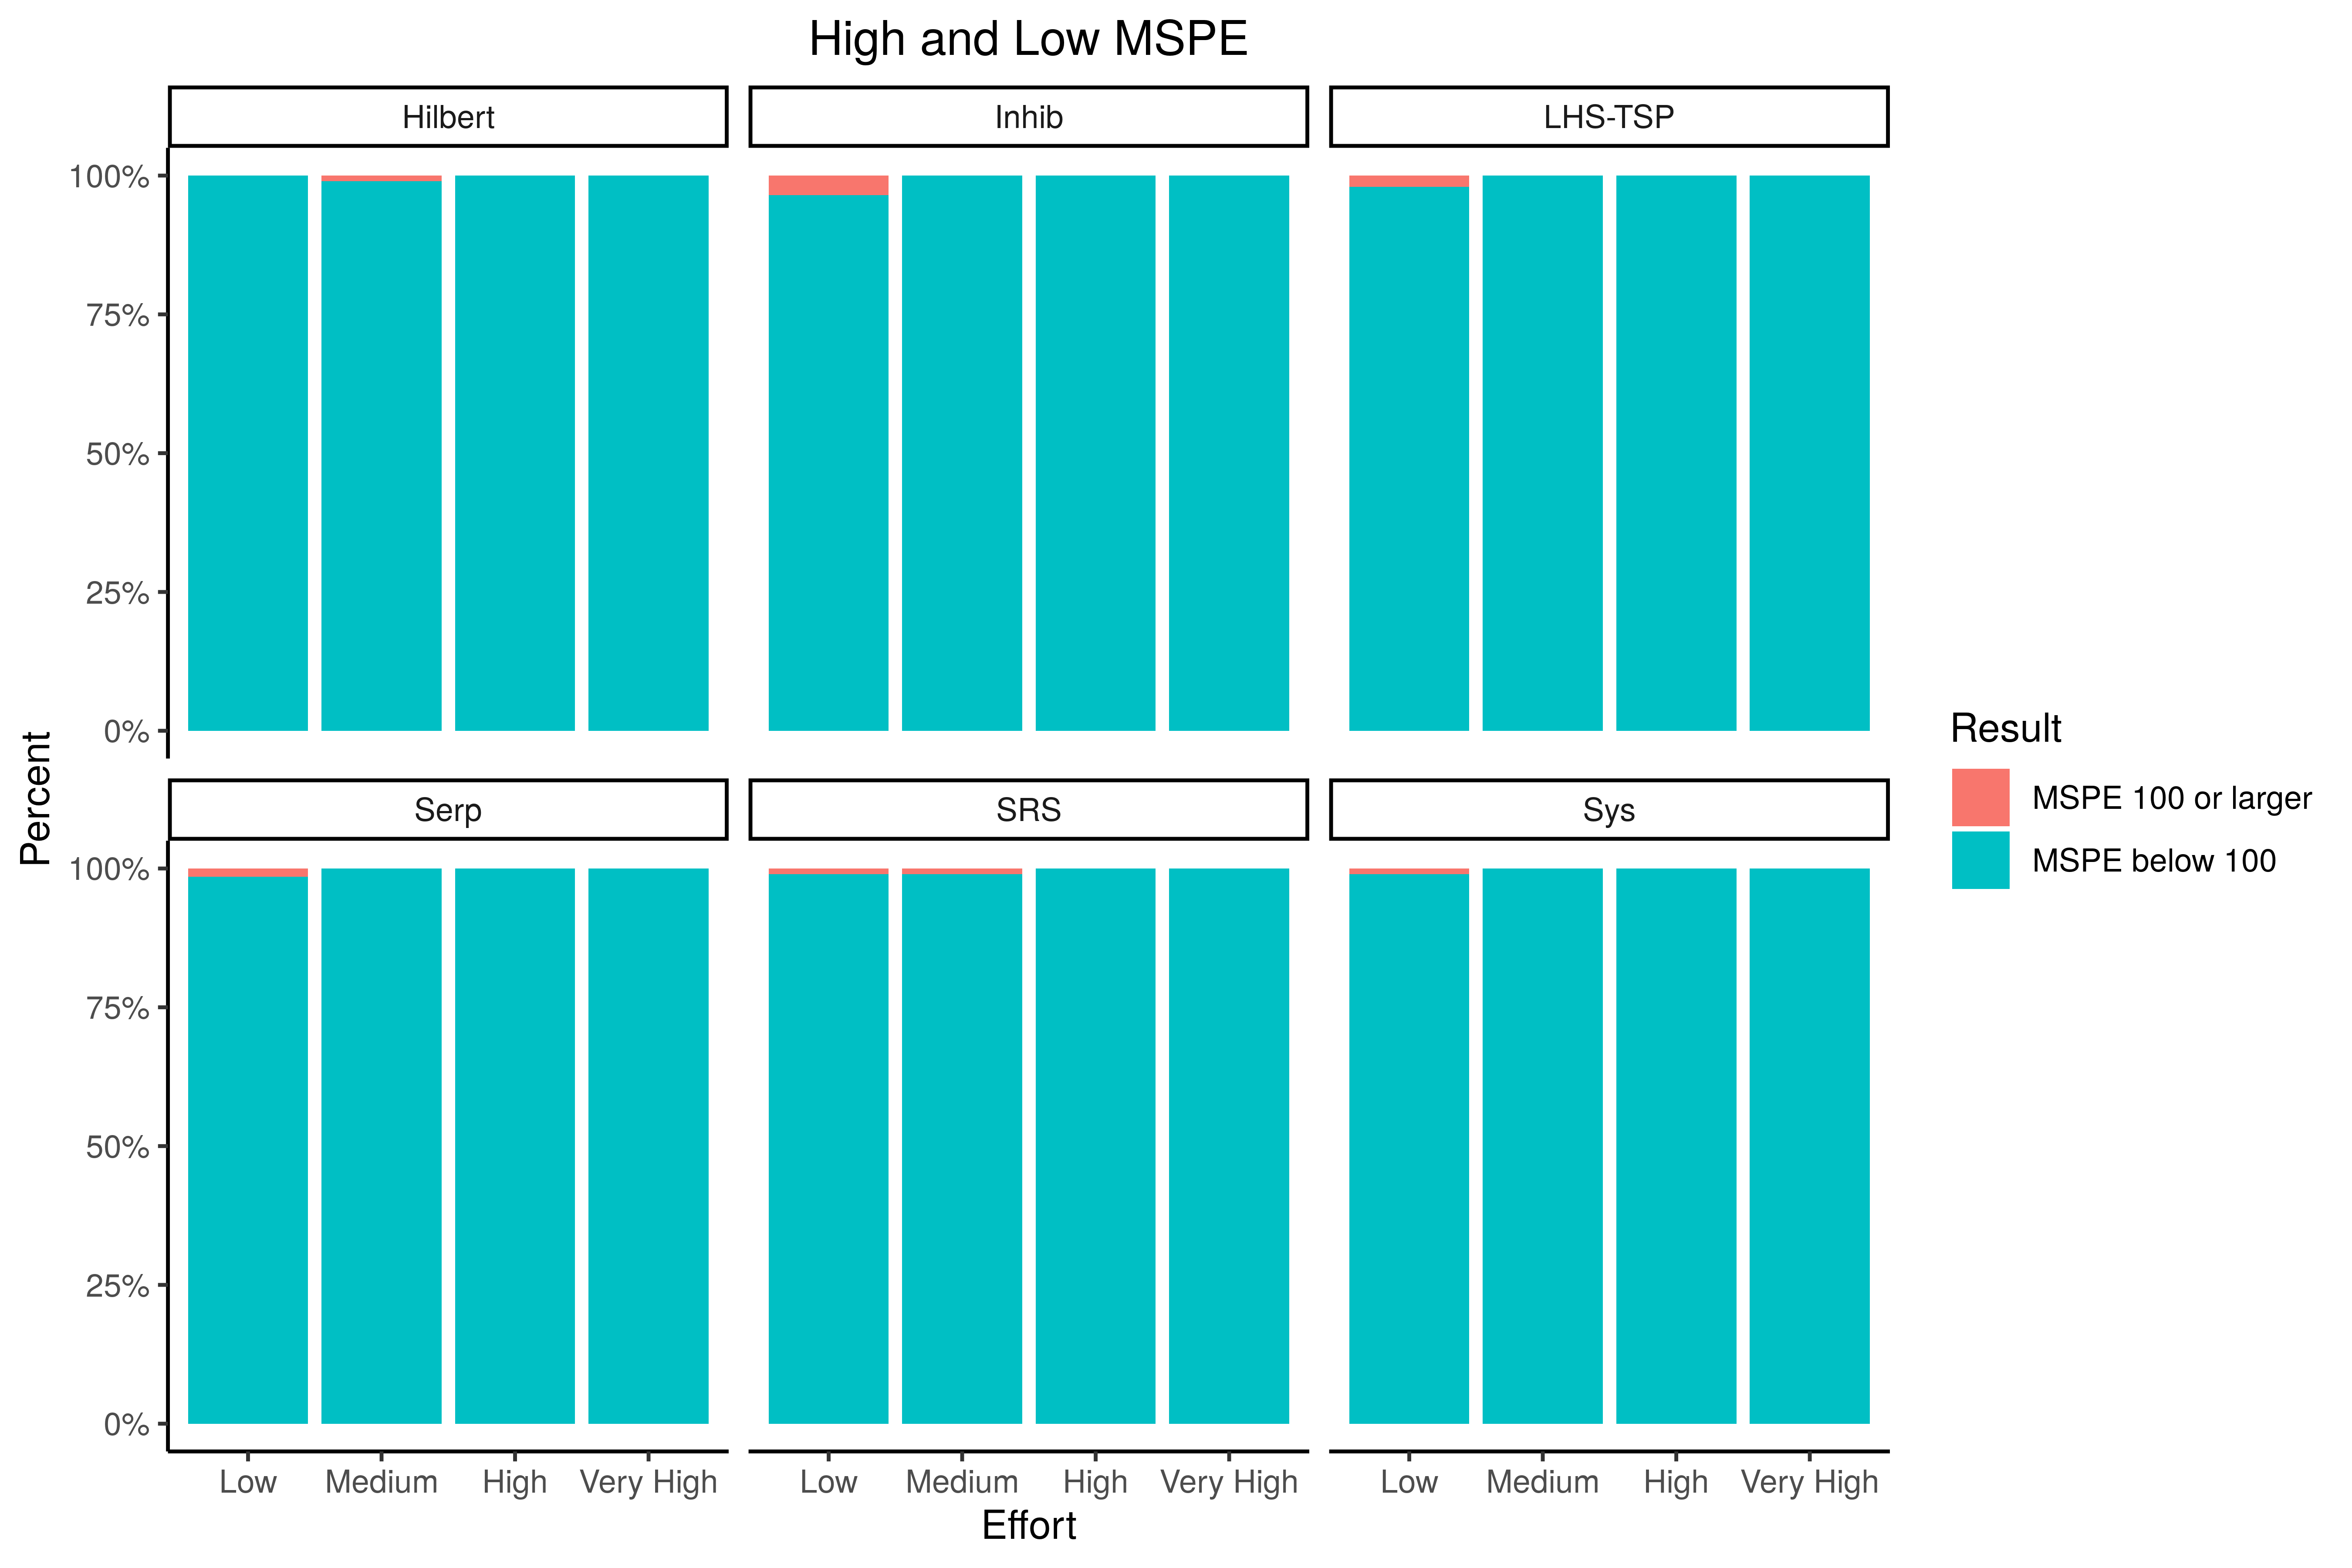 High and Low MSPE
Hilbert
Inhib
LHS-TSP
100%
75%
50%
25%
0%
Serp
SRS
Sys
100%
75%
50%
25%
0%
Low Medium High Very High
Low Medium High Very High
Low Medium High Very High
Effort
Percent
Result
MSPE 100 or larger
MSPE below 100